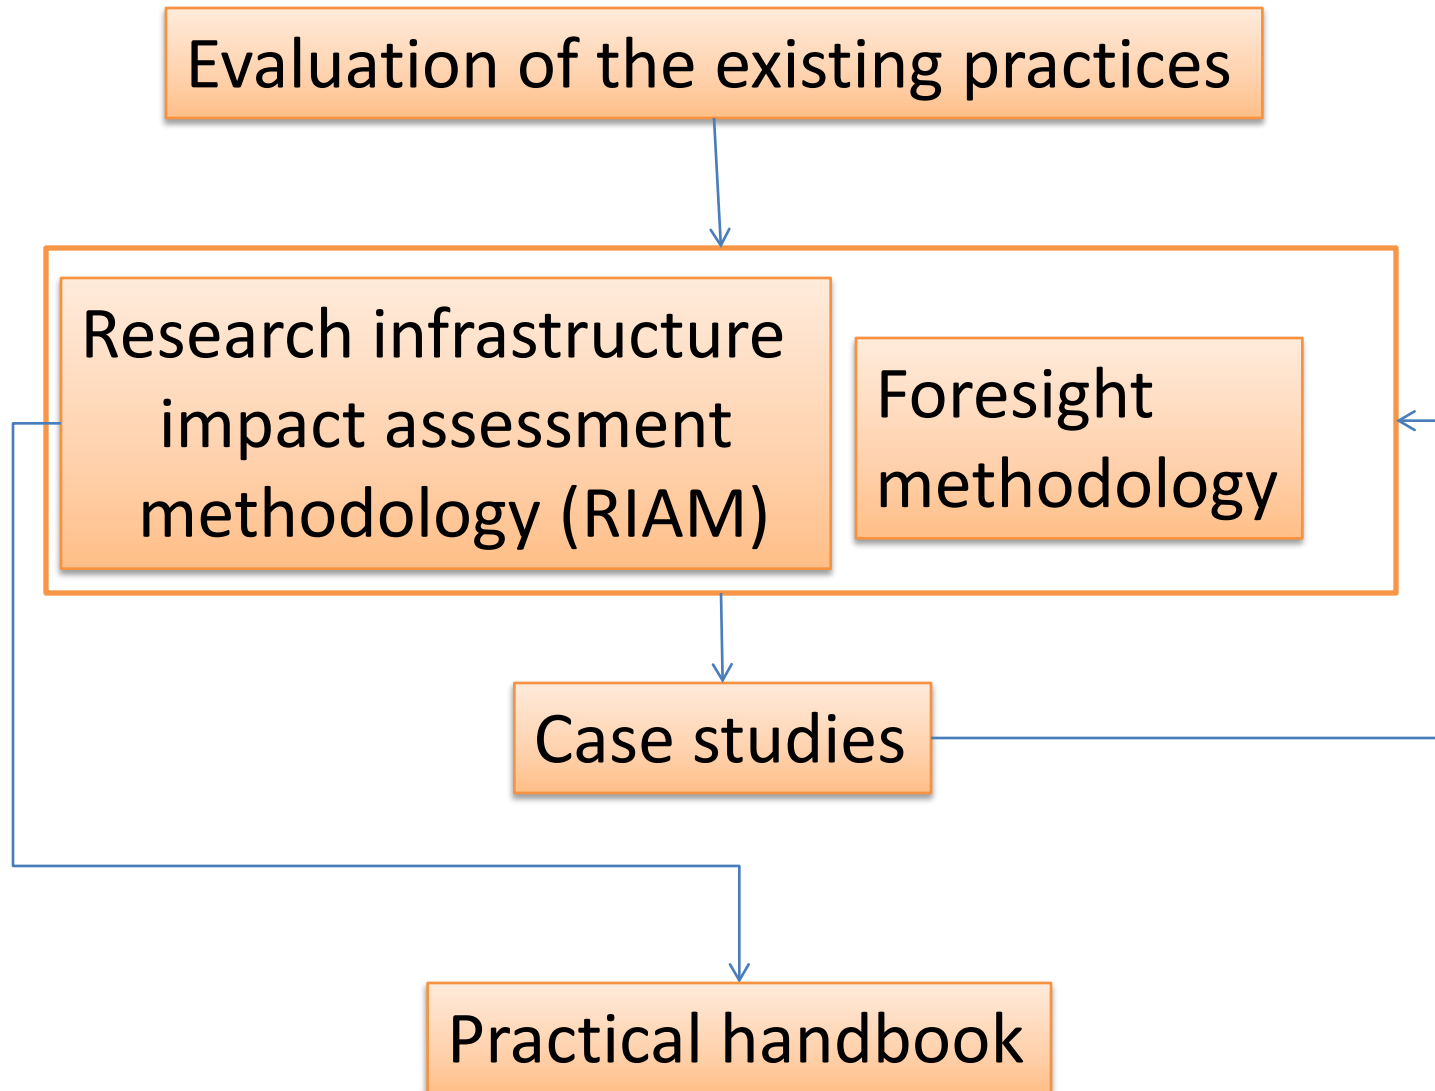 Evaluation of the existing practices
Research infrastructure
impact assessment
methodology (RIAM)
Foresight
methodology
Case studies
Practical handbook